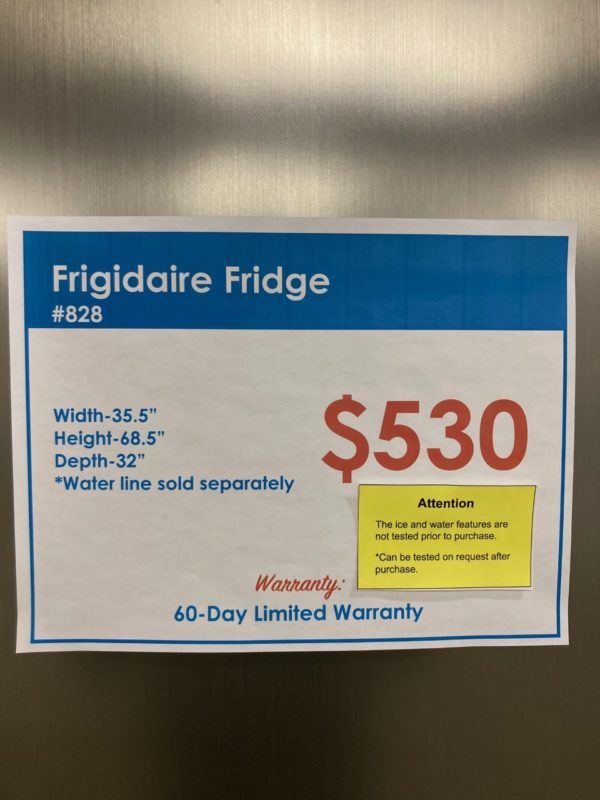 Frigidaire Fridge
#828
Width-35.5”
Height-68.5”
Depth-32”
*Water line sold separately
$530
Attention
The ice and water features are
not tested prior to purchase.
*Can be tested on request after
purchase.
Warranty:
60-Day Limited Warranty